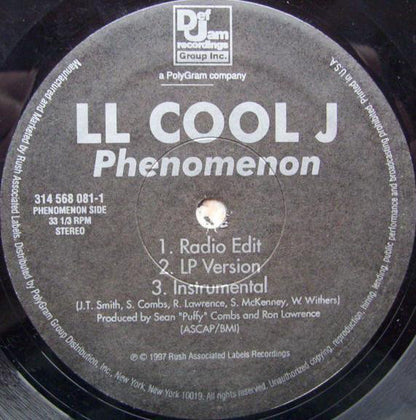 Def
Jam
recordings
Group Inc.
a PolyGram company
LL COOL J
Phenomenon
314 568 081-1
PHENOMENON SIDE
33 1/3 RPM
STEREO
1. Radio Edit
2. LP Version
3. Instrumental
(J.T. Smith, S. Combs, R. Lawrence, S. McKenney, W. Withers)
Produced by Sean "Puffy" Combs and Ron Lawrence
(ASCAP/BMI)
℗ © 1997 Rush Associated Labels Recordings
Manufactured and Marketed by Rush Associated Labels. Distributed by PolyGram Group Distribution, Inc., New York, New York 10019. All rights reserved. Unauthorized copying, reproduction, hiring, lending, public performance and broadcasting prohibited. Printed in U.S.A.